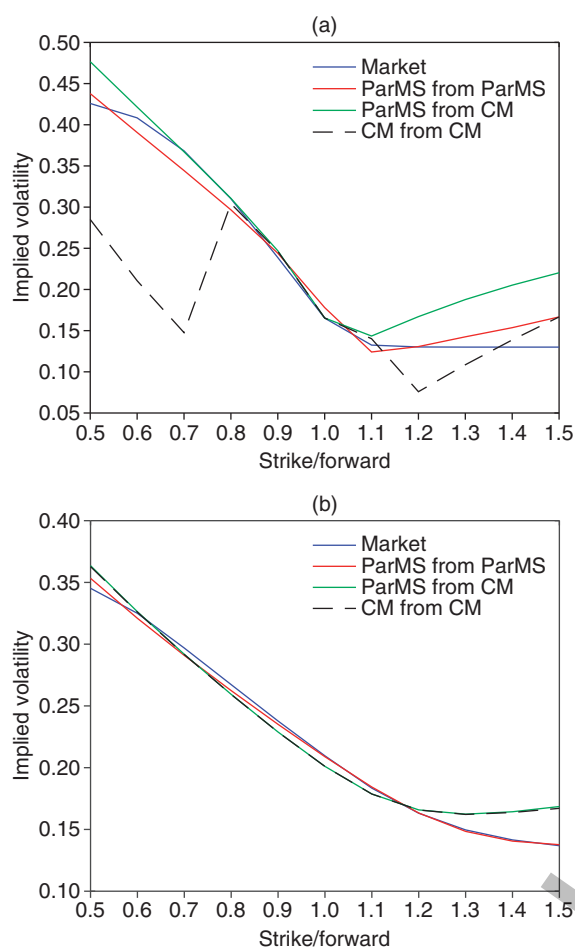 (a)
0.50
0.45
0.40
0.35
0.30
0.25
0.20
0.15
0.10
0.05
Implied volatility
Market
ParMS from ParMS
ParMS from CM
CM from CM
0.5 0.6 0.7 0.8 0.9 1.0 1.1 1.2 1.3 1.4 1.5
Strike/forward
(b)
0.40
0.35
0.30
0.25
0.20
0.15
0.10
Implied volatility
Market
ParMS from ParMS
ParMS from CM
CM from CM
0.5 0.6 0.7 0.8 0.9 1.0 1.1 1.2 1.3 1.4 1.5
Strike/forward